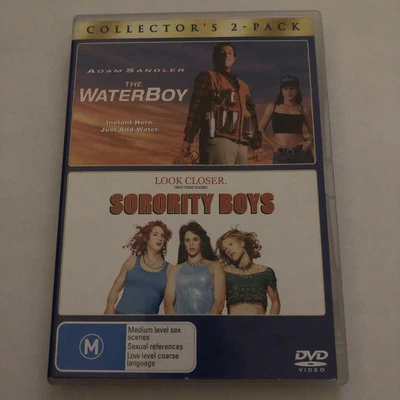 COLLECTOR'S 2-PACK
ADAM SANDLER
THE
WATERBOY
Instant Hero.
Just Add Water.
LOOK CLOSER.
SORORITY BOYS
M
Medium level sex
scenes
Sexual references
Low level coarse
language
DVD
VIDEO